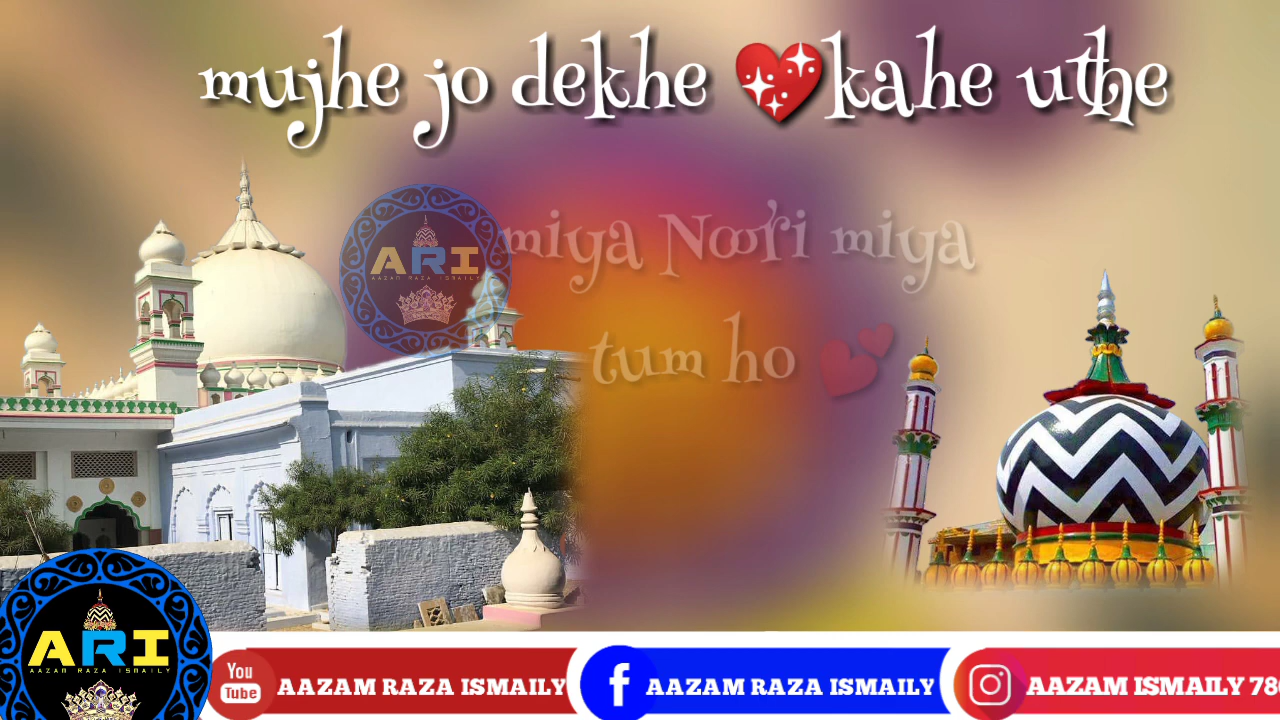 mujhe jo dekhe 💖kahe uthe
miya Noori miya
tum ho 💕
ARI
AAZAM RAZA ISMAILY
ARI
AAZAM RAZA ISMAILY
You
Tube
AAZAM RAZA ISMAILY
f
AAZAM RAZA ISMAILY
AAZAM ISMAILY 786